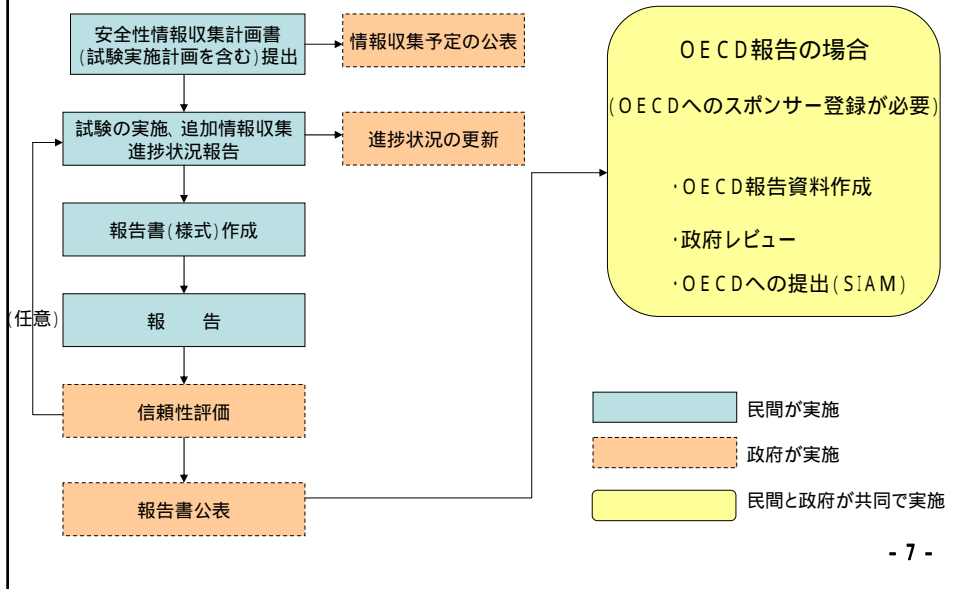 安全性情報収集計画書
(試験実施計画を含む)提出
情報収集予定の公表
試験の実施、追加情報収集
進捗状況報告
進捗状況の更新
報告書(様式)作成
(任意)
報　告
信頼性評価
報告書公表
OECD報告の場合
(OECDへのスポンサー登録が必要)
・OECD報告資料作成
・政府レビュー
・OECDへの提出(SIAM)
民間が実施
政府が実施
民間と政府が共同で実施
- 7 -